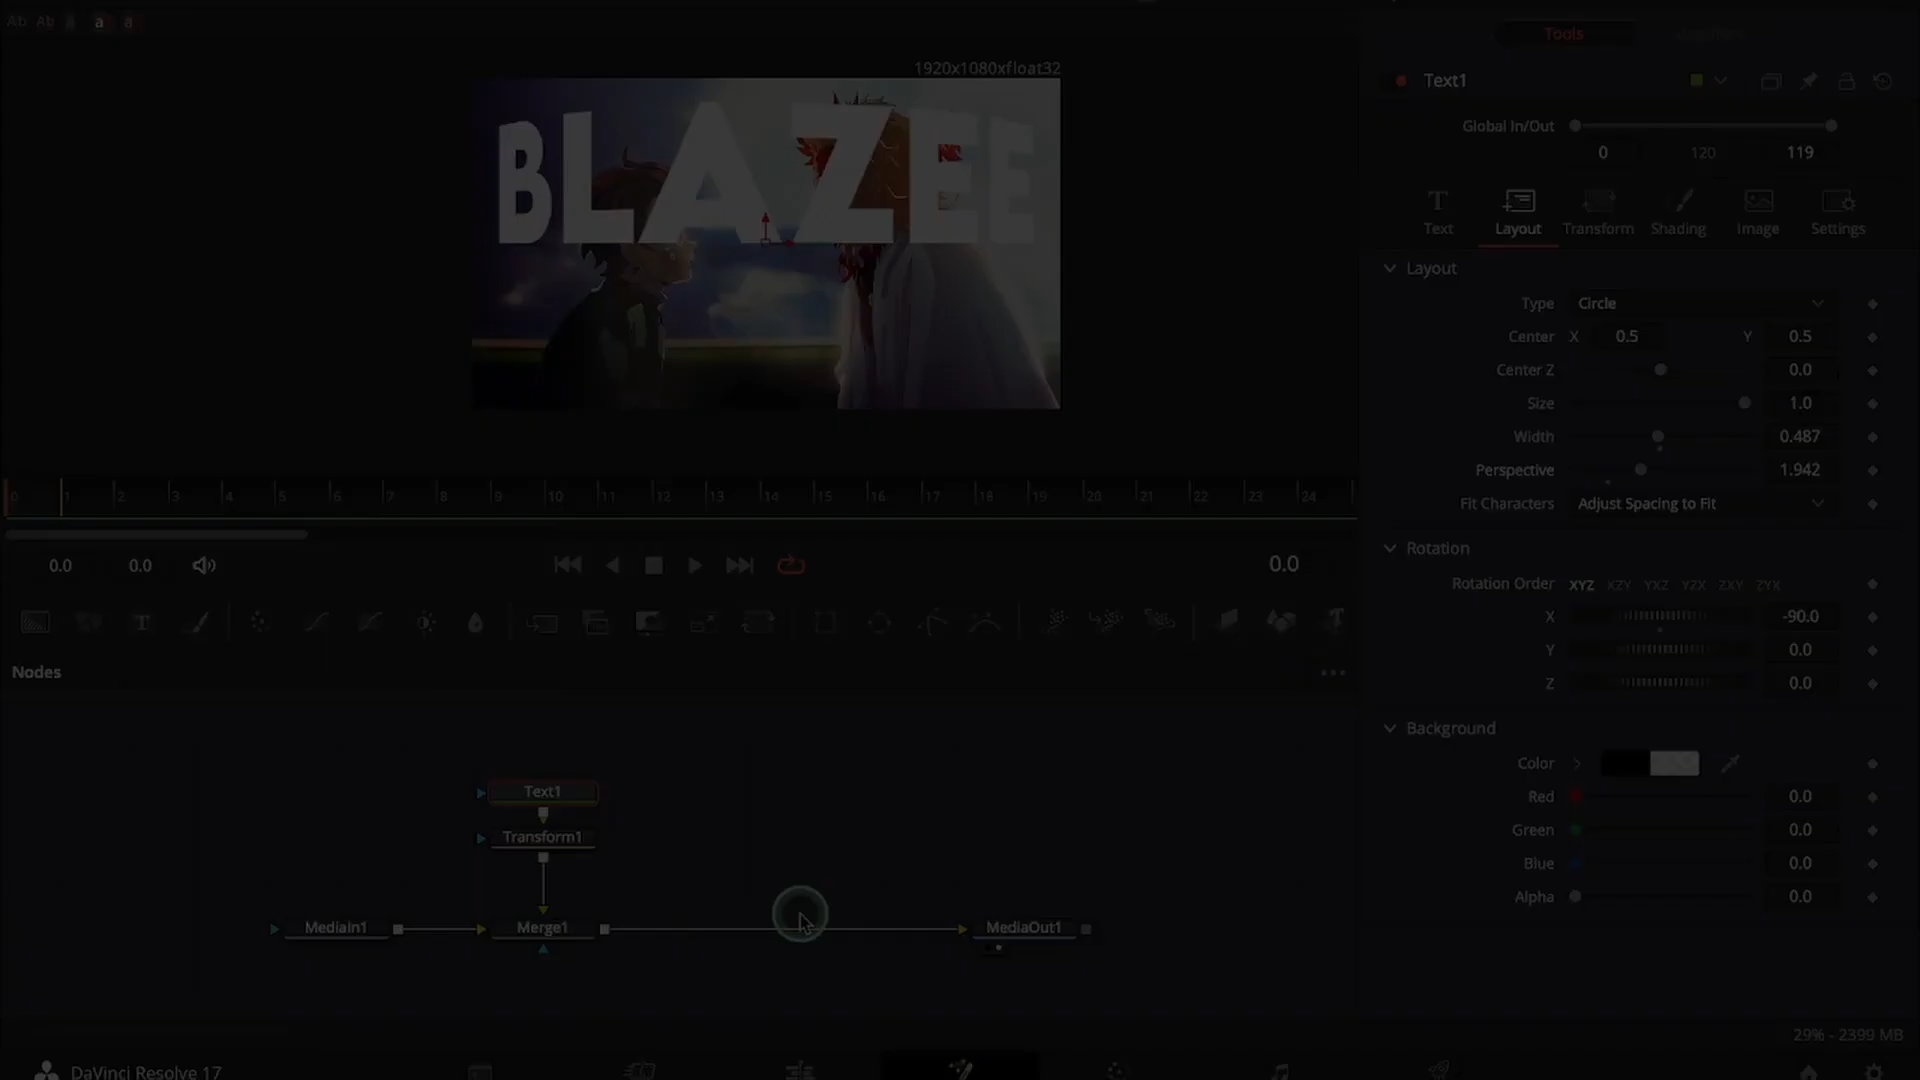 Ab Ab a a a
1920x1080xfloat32
BLAZEE
Tools
Text1
Global In/Out
0 120 119
Text Layout Transform Shading Image Settings
Layout
Type Circle
Center X 0.5 Y 0.5
Center Z 0.0
Size 1.0
Width 0.487
Perspective 1.942
Fit Characters Adjust Spacing to Fit
Rotation
Rotation Order XYZ XZY YXZ YZX ZXY ZYX
X -90.0
Y 0.0
Z 0.0
Background
Color
Red 0.0
Green 0.0
Blue 0.0
Alpha 0.0
0 1 2 3 4 5 6 7 8 9 10 11 12 13 14 15 16 17 18 19 20 21 22 23 24
0.0 0.0 0.0
Nodes
Text1
Transform1
MediaIn1 Merge1 MediaOut1
29% - 2399 MB
DaVinci Resolve 17